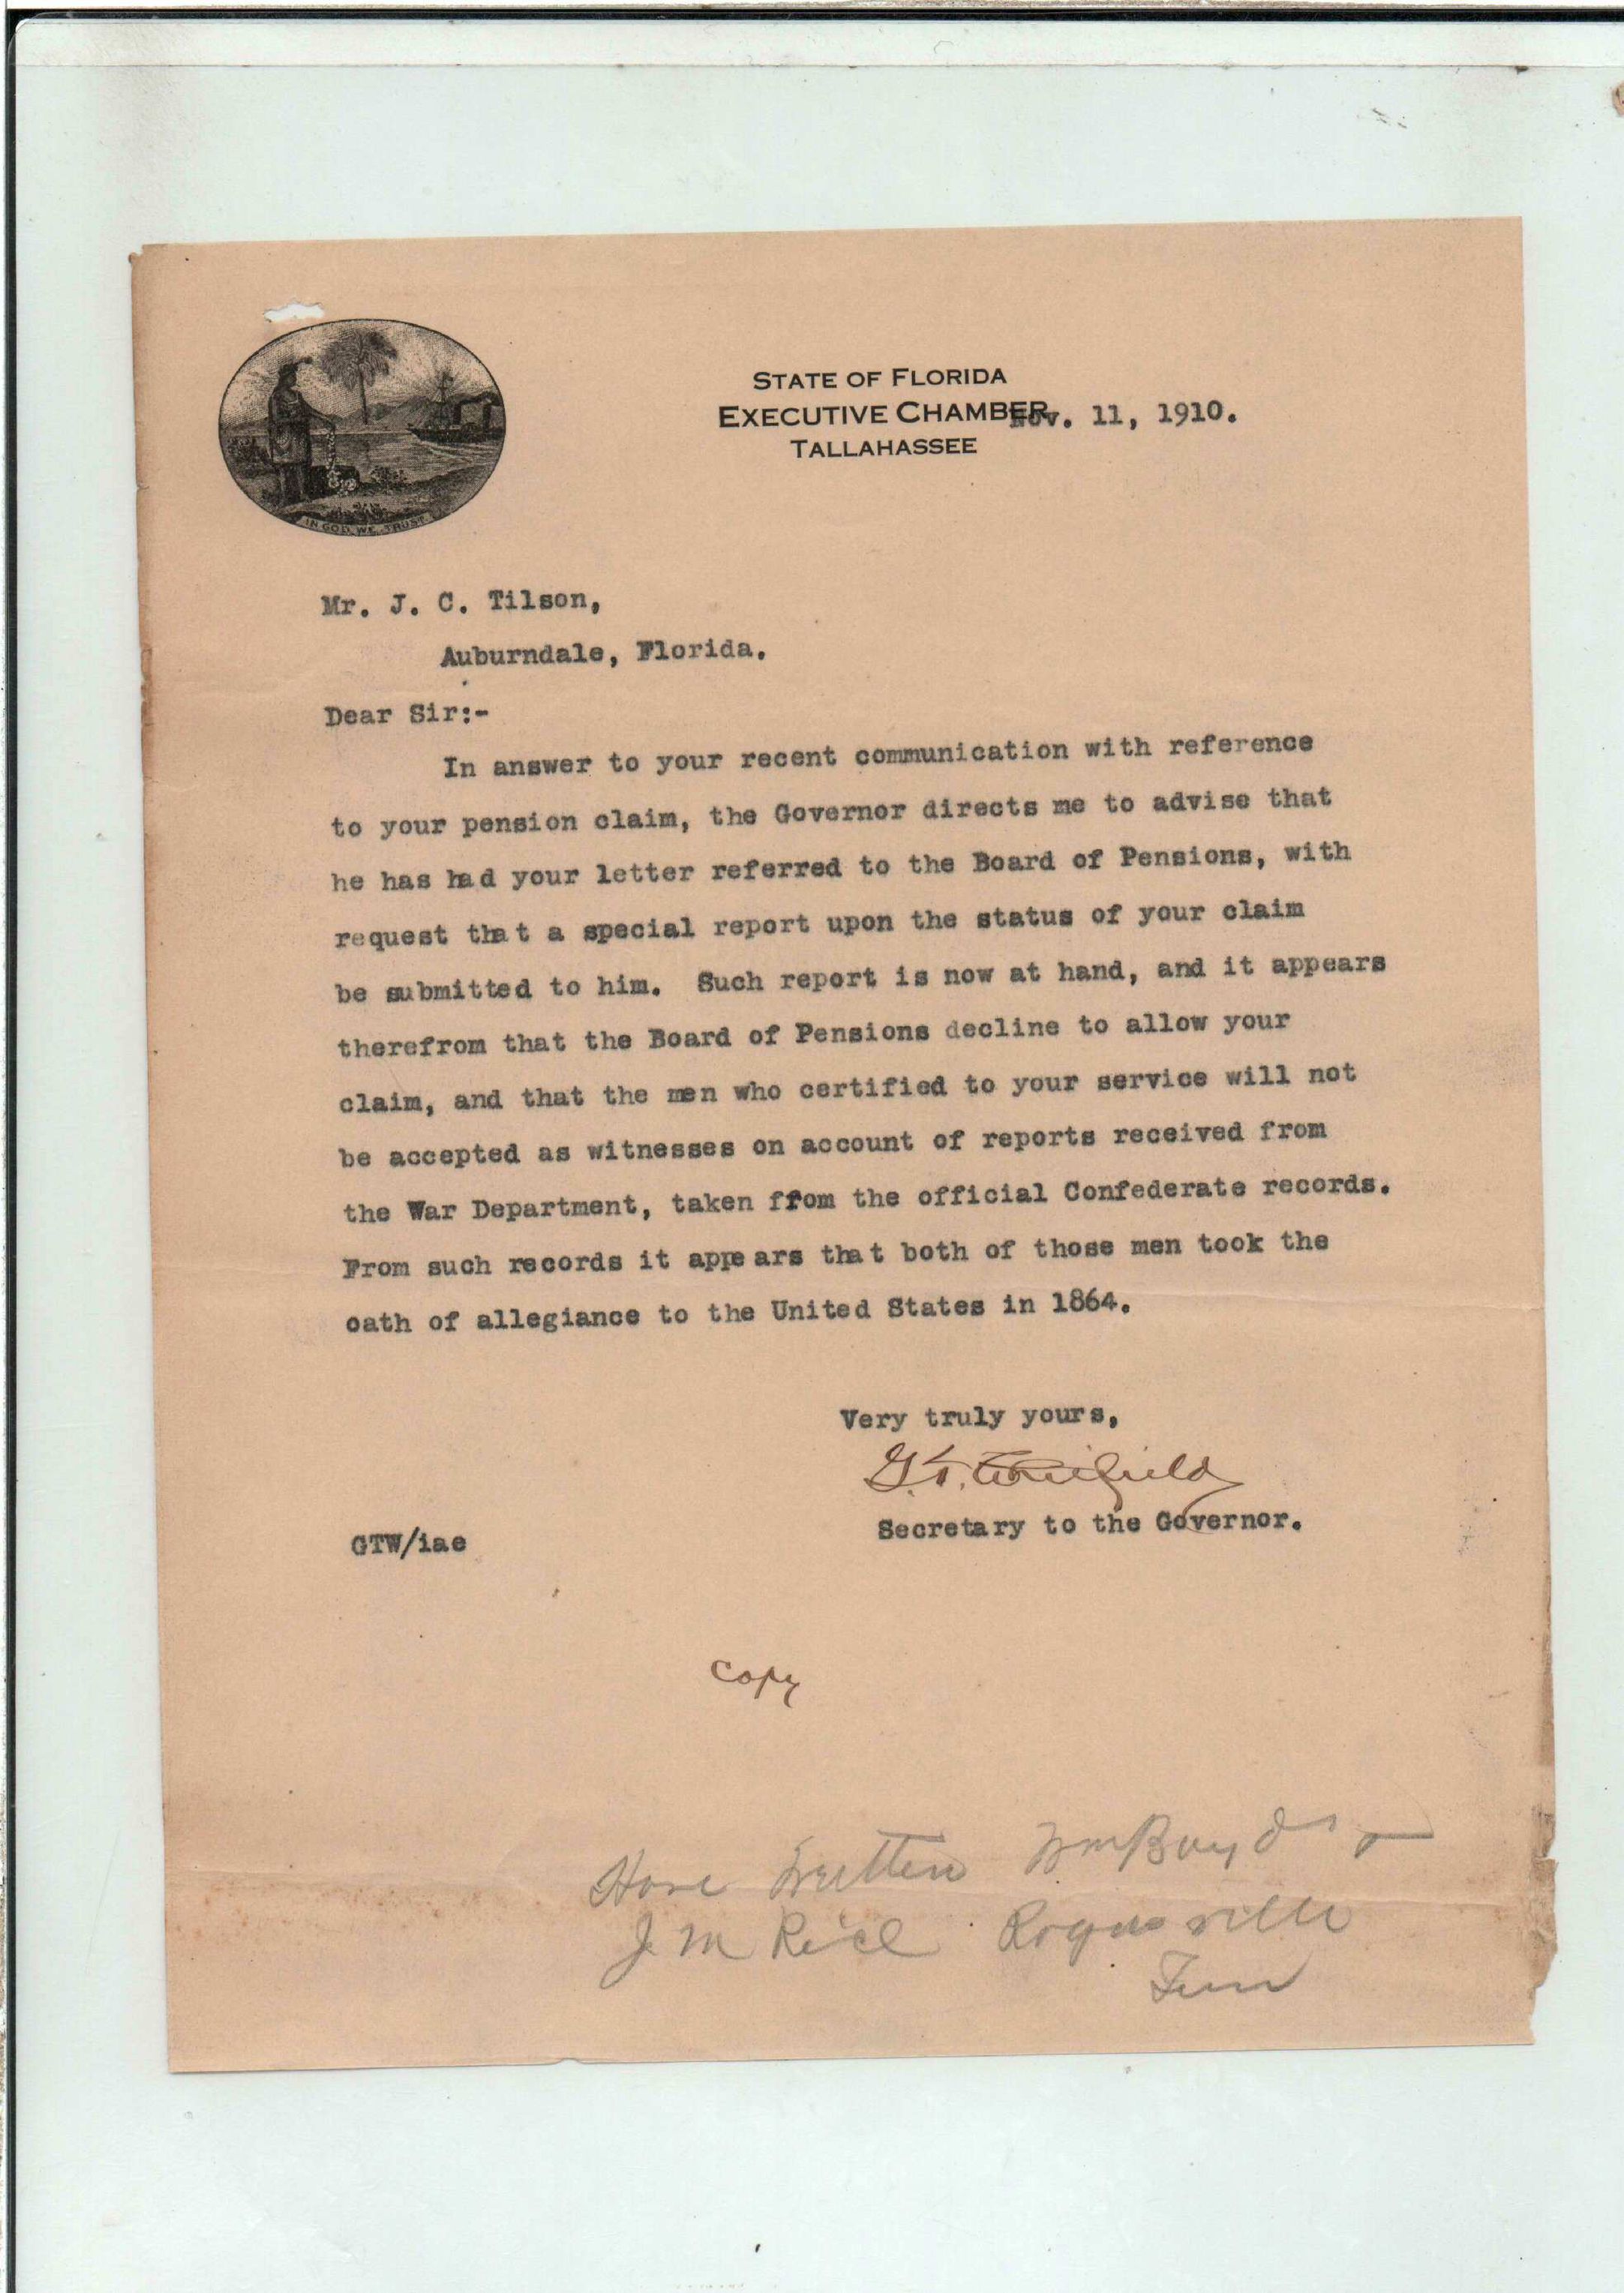 STATE OF FLORIDA
EXECUTIVE CHAMBER Nov. 11, 1910.
TALLAHASSEE
IN GOD WE TRUST
Mr. J. C. Tilson,
Auburndale, Florida.
Dear Sir:-
In answer to your recent communication with reference
to your pension claim, the Governor directs me to advise that
he has had your letter referred to the Board of Pensions, with
request that a special report upon the status of your claim
be submitted to him. Such report is now at hand, and it appears
therefrom that the Board of Pensions decline to allow your
claim, and that the men who certified to your service will not
be accepted as witnesses on account of reports received from
the War Department, taken ffom the official Confederate records.
From such records it appears that both of those men took the
oath of allegiance to the United States in 1864.
Very truly yours,
G. T. Whitfield
Secretary to the Governor.
GTW/iae
Copy
Have written Wm Boyd
J M Rice Rogersville
Tenn